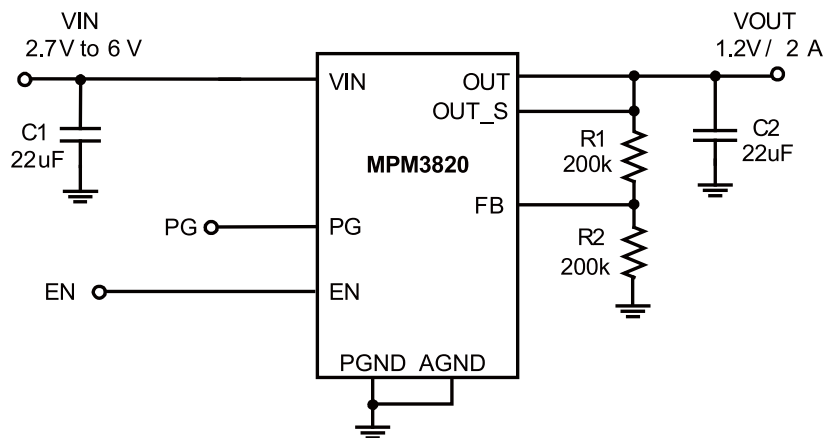 VIN
2.7V to 6 V
VOUT
1.2V / 2 A
VIN
OUT
OUT_S
C1
22uF
R1
200k
C2
22uF
MPM3820
FB
PG
PG
R2
200k
EN
EN
PGND
AGND